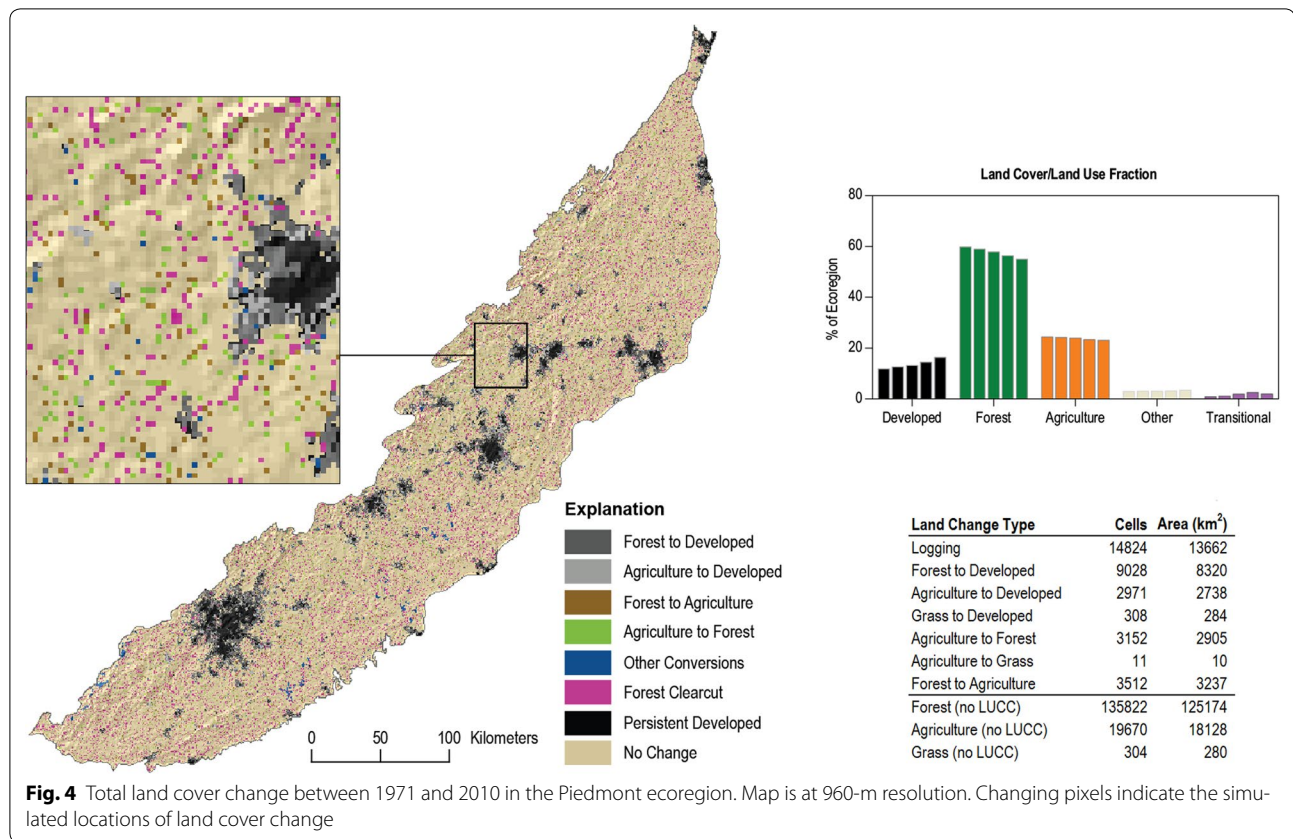 Land Cover/Land Use Fraction
% of Ecoregion
80
60
40
20
0
Developed Forest Agriculture Other Transitional
Explanation
Forest to Developed
Agriculture to Developed
Forest to Agriculture
Agriculture to Forest
Other Conversions
Forest Clearcut
Persistent Developed
No Change
0 50 100 Kilometers
Land Change Type Cells Area (km²)
Logging 14824 13662
Forest to Developed 9028 8320
Agriculture to Developed 2971 2738
Grass to Developed 308 284
Agriculture to Forest 3152 2905
Agriculture to Grass 11 10
Forest to Agriculture 3512 3237
Forest (no LUCC) 135822 125174
Agriculture (no LUCC) 19670 18128
Grass (no LUCC) 304 280
Fig. 4 Total land cover change between 1971 and 2010 in the Piedmont ecoregion. Map is at 960-m resolution. Changing pixels indicate the simu-
lated locations of land cover change